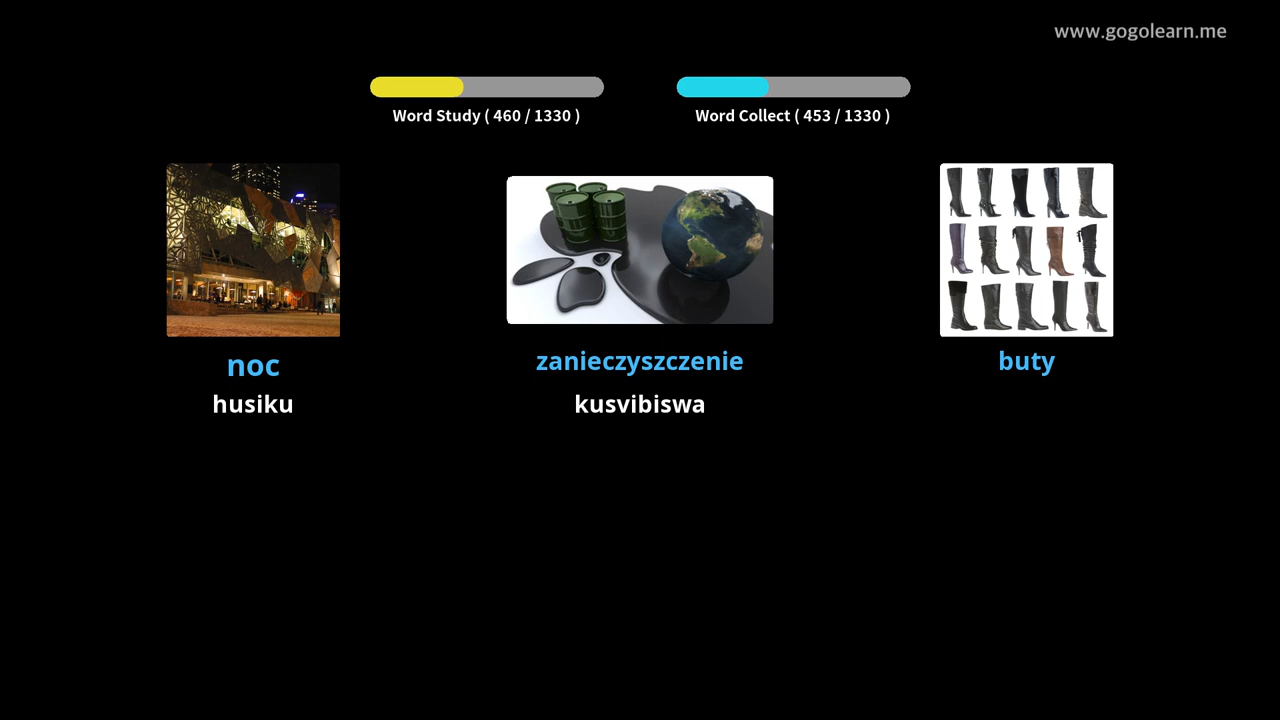 www.gogolearn.me
Word Study ( 460 / 1330 )
Word Collect ( 453 / 1330 )
noc
husiku
zanieczyszczenie
kusvibiswa
buty